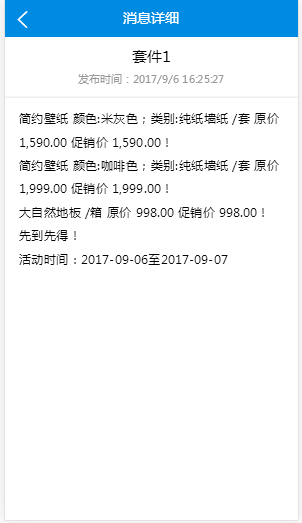 消息详细
套件1
发布时间：2017/9/6 16:25:27
简约壁纸 颜色:米灰色；类别:纯纸墙纸 /套 原价
1,590.00 促销价 1,590.00！
简约壁纸 颜色:咖啡色；类别:纯纸墙纸 /套 原价
1,999.00 促销价 1,999.00！
大自然地板 /箱 原价 998.00 促销价 998.00！
先到先得！
活动时间：2017-09-06至2017-09-07